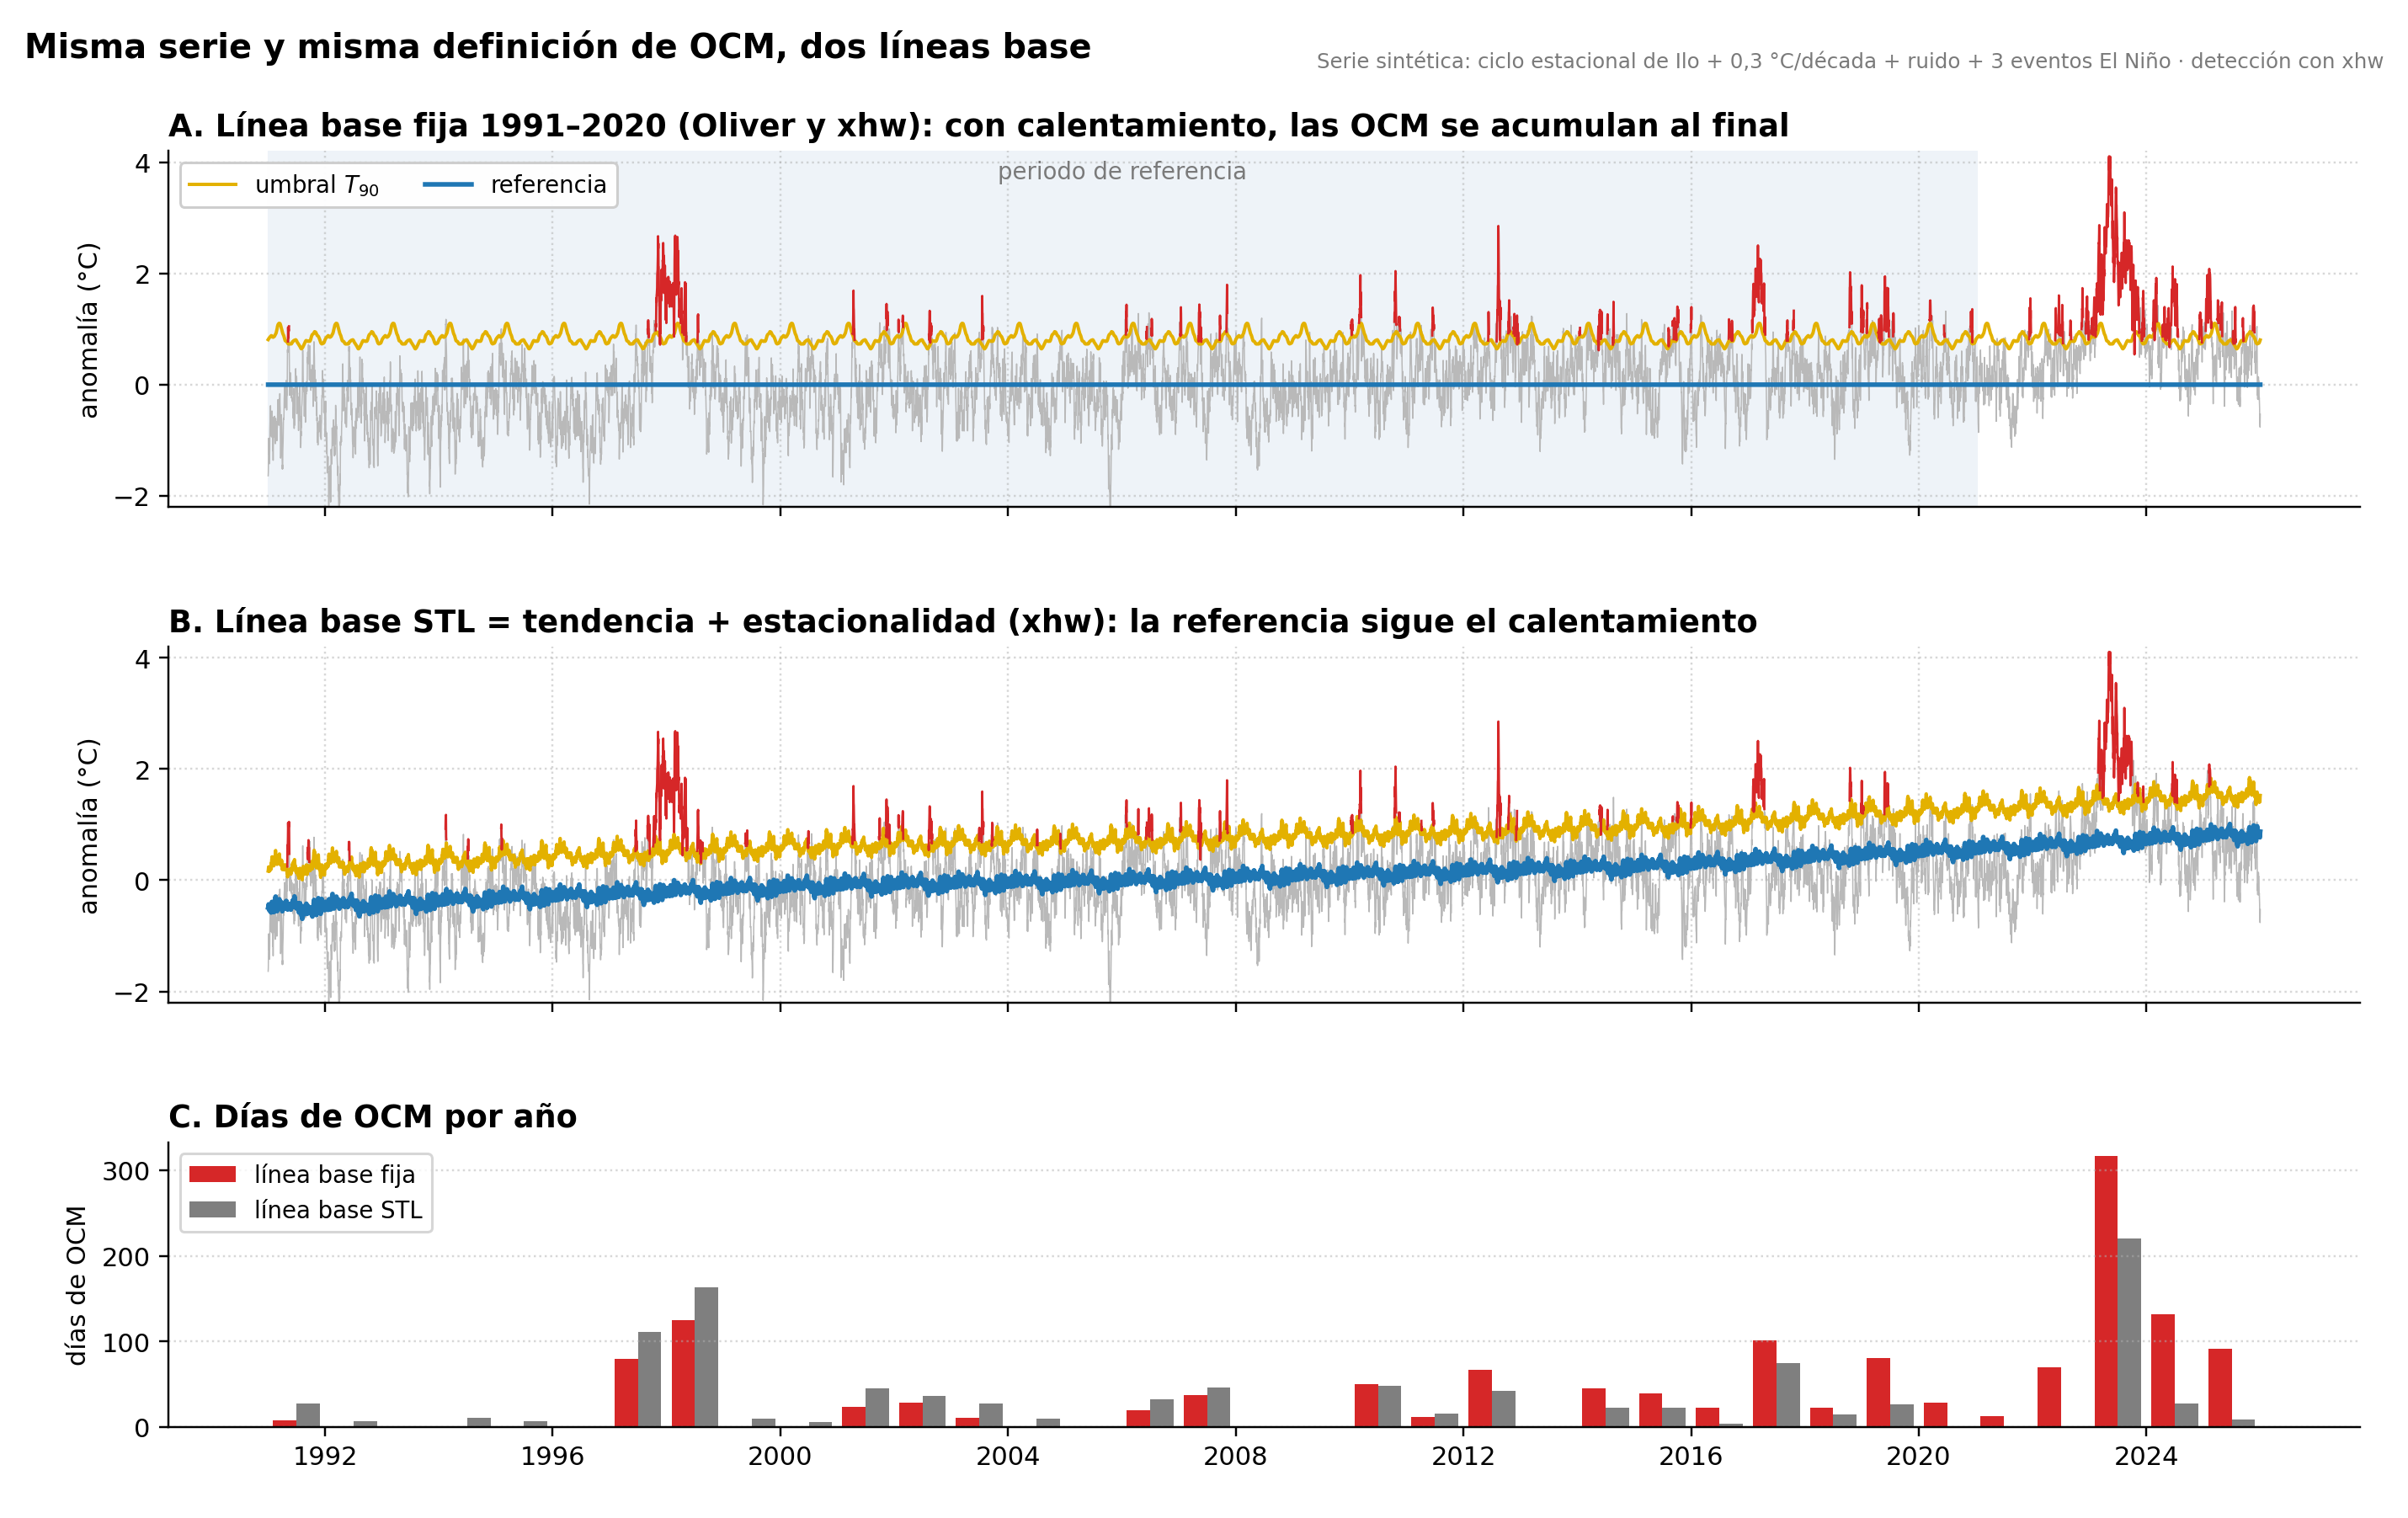 Misma serie y misma definición de OCM, dos líneas base
Serie sintética: ciclo estacional de Ilo + 0,3 °C/década + ruido + 3 eventos El Niño · detección con xhw
A. Línea base fija 1991–2020 (Oliver y xhw): con calentamiento, las OCM se acumulan al final
umbral T90
referencia
periodo de referencia
anomalía (°C)
4
2
0
−2
B. Línea base STL = tendencia + estacionalidad (xhw): la referencia sigue el calentamiento
anomalía (°C)
4
2
0
−2
C. Días de OCM por año
línea base fija
línea base STL
días de OCM
300
200
100
0
1992 1996 2000 2004 2008 2012 2016 2020 2024